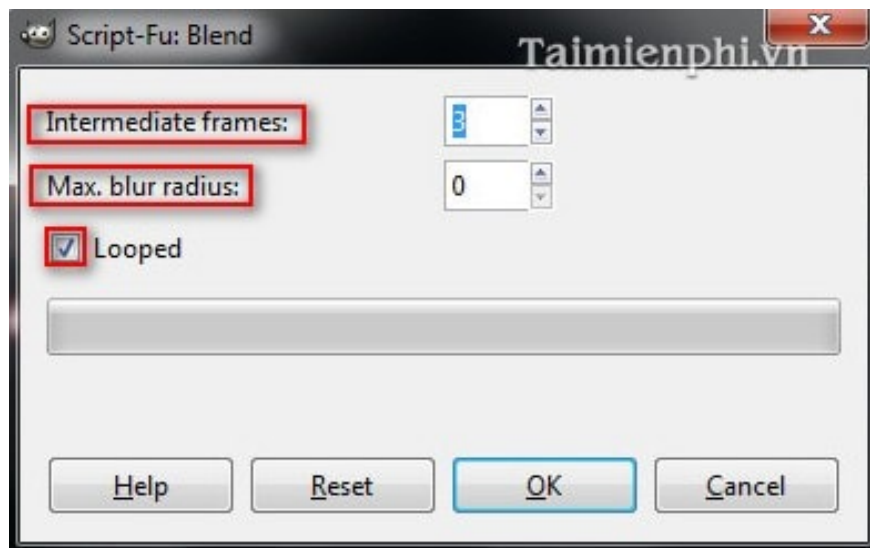 Script-Fu: Blend
Taimienphi.vn
Intermediate frames:
3
Max. blur radius:
0
Looped
Help
Reset
OK
Cancel